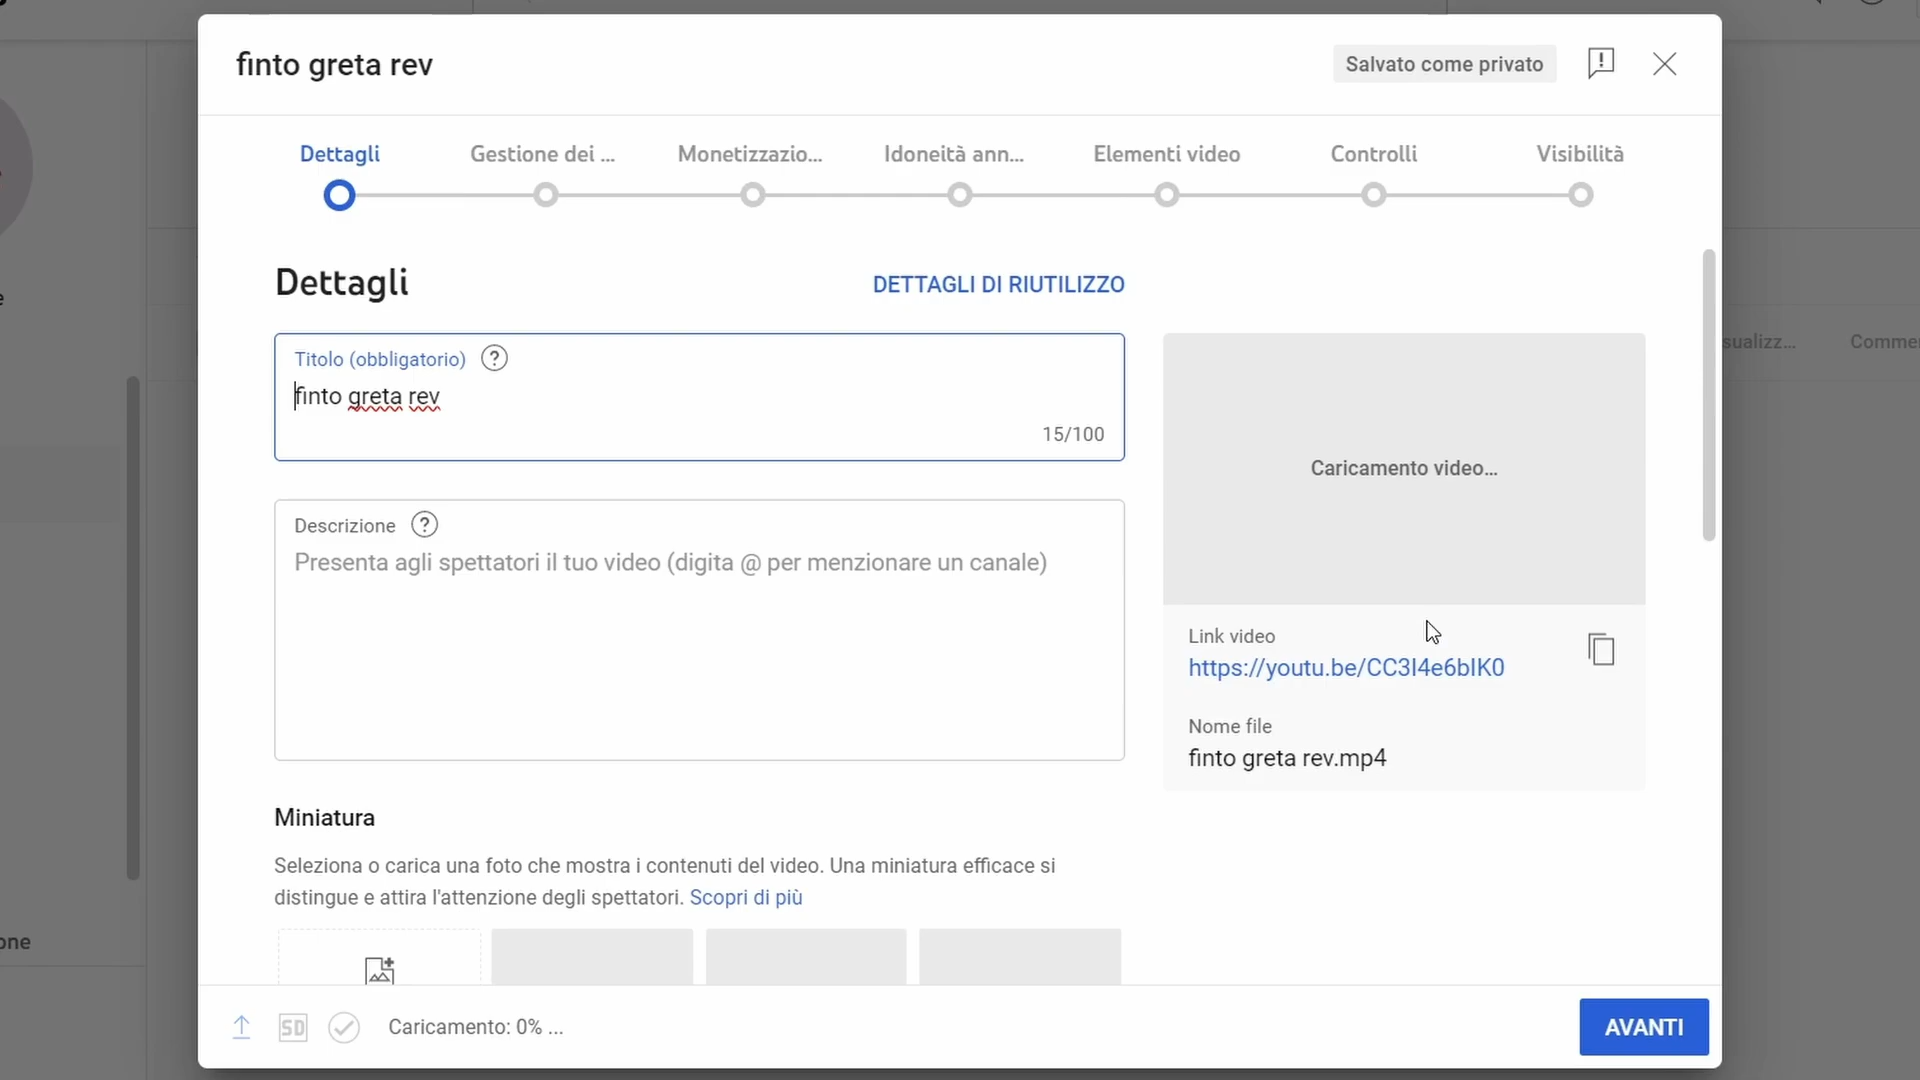 finto greta rev
Salvato come privato
Dettagli
Gestione dei ...
Monetizzazio...
Idoneità ann...
Elementi video
Controlli
Visibilità
Dettagli
DETTAGLI DI RIUTILIZZO
Titolo (obbligatorio)
finto greta rev
15/100
Descrizione
Presenta agli spettatori il tuo video (digita @ per menzionare un canale)
Caricamento video...
Link video
https://youtu.be/CC3I4e6bIK0
Nome file
finto greta rev.mp4
Miniatura
Seleziona o carica una foto che mostra i contenuti del video. Una miniatura efficace si
distingue e attira l'attenzione degli spettatori. Scopri di più
SD
Caricamento: 0% ...
AVANTI
sualizz...
Commen
one